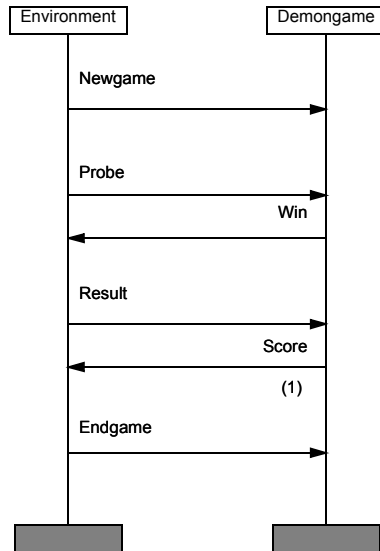 Environment
Demongame
Newgame
Probe
Win
Result
Score
(1)
Endgame